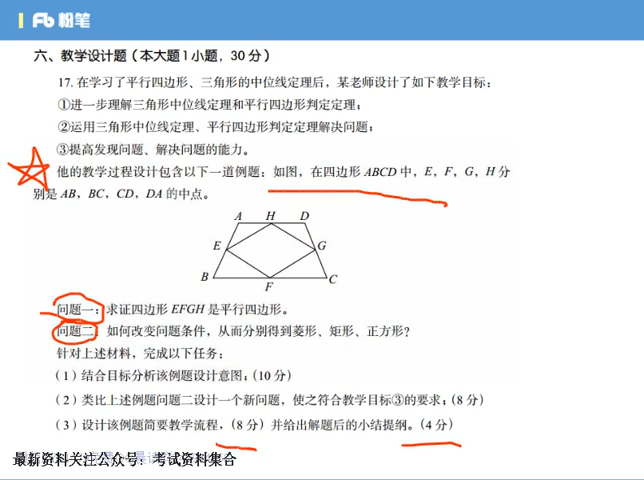 粉笔
六、教学设计题（本大题1小题，30分）
17. 在学习了平行四边形、三角形的中位线定理后，某老师设计了如下教学目标：
①进一步理解三角形中位线定理和平行四边形判定定理；
②运用三角形中位线定理、平行四边形判定定理解决问题；
③提高发现问题、解决问题的能力。
他的教学过程设计包含以下一道例题：如图，在四边形 ABCD 中，E，F，G，H 分
别是 AB，BC，CD，DA 的中点。
A H D
E G
B F C
问题一：求证四边形 EFGH 是平行四边形。
问题二：如何改变问题条件，从而分别得到菱形、矩形、正方形？
针对上述材料，完成以下任务：
（1）结合目标分析该例题设计意图；（10分）
（2）类比上述例题问题二设计一个新问题，使之符合教学目标③的要求；（8分）
（3）设计该例题简要教学流程，（8分）并给出解题后的小结提纲。（4分）
最新资料关注公众号：考试资料集合